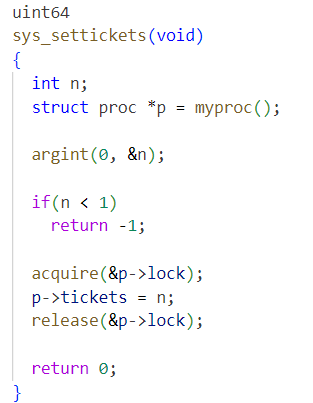 uint64
sys_settickets(void)
{
  int n;
  struct proc *p = myproc();

  argint(0, &n);

  if(n < 1)
    return -1;

  acquire(&p->lock);
  p->tickets = n;
  release(&p->lock);

  return 0;
}